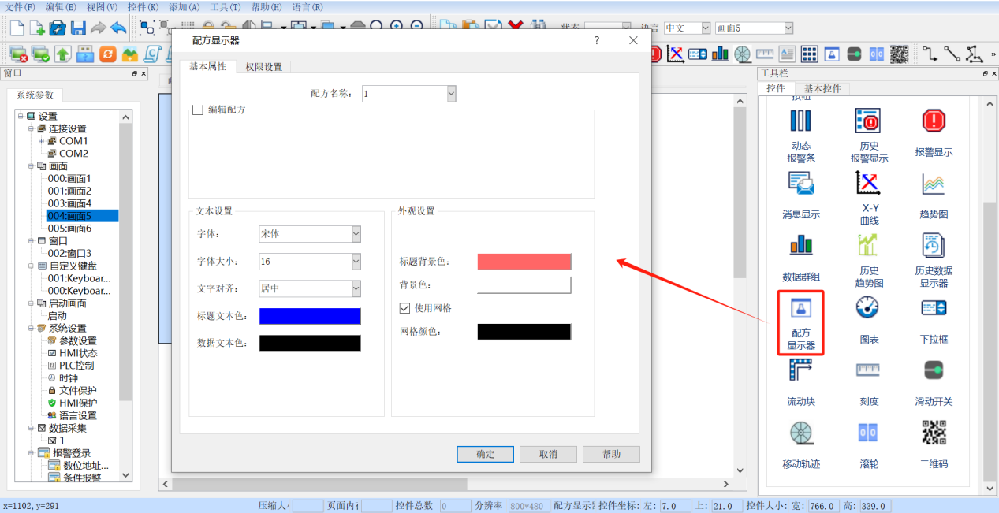 文件(F) 编辑(E) 视图(V) 控件(K) 添加(A) 工具(T) 帮助(H) 语言(R)
状态
语言 中文 画面5
窗口
系统参数
设置
连接设置
COM1
COM2
画面
000:画面1
001:画面2
003:画面4
004:画面5
005:画面6
窗口
002:窗口3
自定义键盘
001:Keyboar...
000:Keyboar...
启动画面
启动
系统设置
参数设置
HMI状态
PLC控制
时钟
文件保护
HMI保护
语言设置
数据采集
1
报警登录
数位地址...
条件报警
配方显示器
? ×
基本属性 权限设置
配方名称: 1
编辑配方
文本设置
字体: 宋体
字体大小: 16
文字对齐: 居中
标题文本色:
数据文本色:
外观设置
标题背景色:
背景色:
使用网格
网格颜色:
确定 取消 帮助
工具栏
控件 基本控件
按钮
动态
报警条
历史
报警显示
报警显示
消息显示
X-Y
曲线
趋势图
数据群组
历史
趋势图
历史数据
显示器
配方
显示器
图表
下拉框
流动块
刻度
滑动开关
移动轨迹
滚轮
二维码
x=1102,y=291 压缩大 页面内 控件总数 0 分辨率 800*480 配方显示 控件坐标: 左: 7.0 上: 21.0 控件大小: 宽: 766.0 高: 339.0